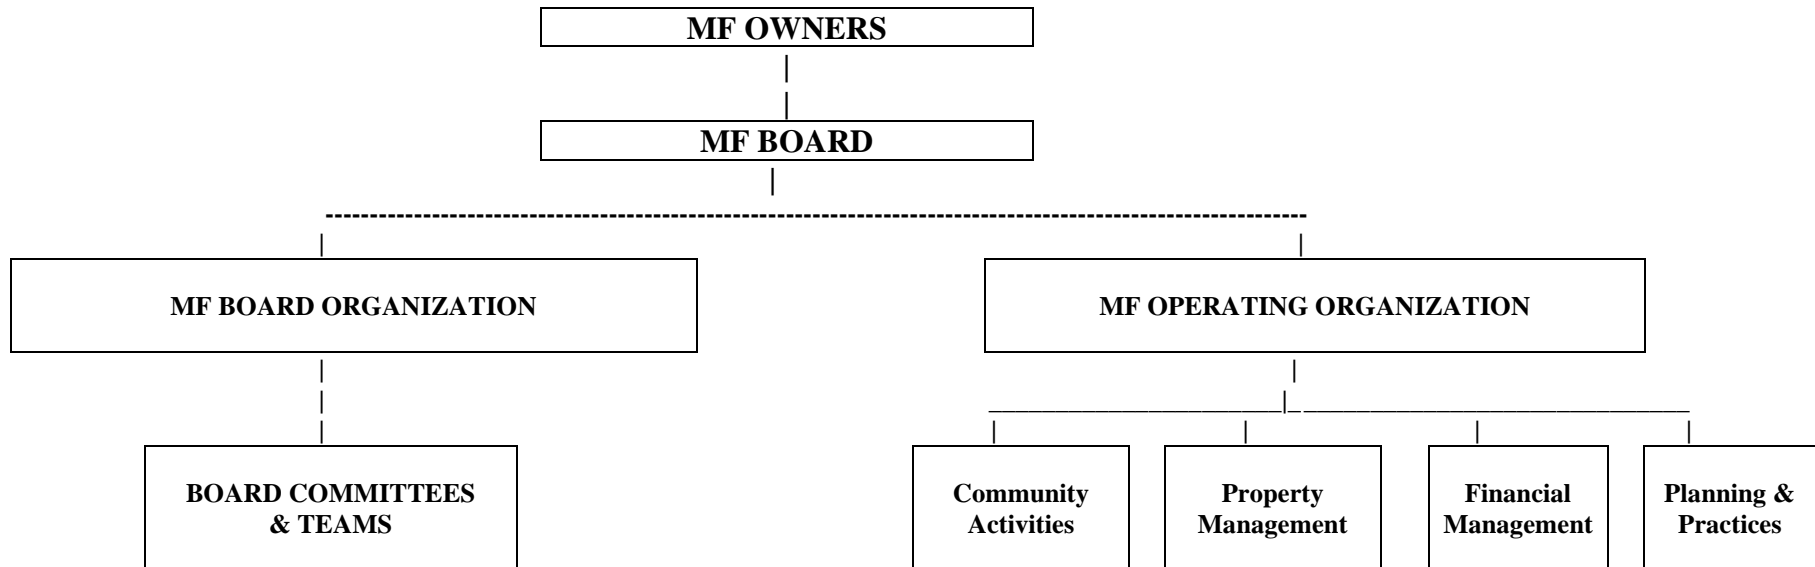 MF OWNERS
MF BOARD
MF BOARD ORGANIZATION
MF OPERATING ORGANIZATION
BOARD COMMITTEES
& TEAMS
Community
Activities
Property
Management
Financial
Management
Planning &
Practices